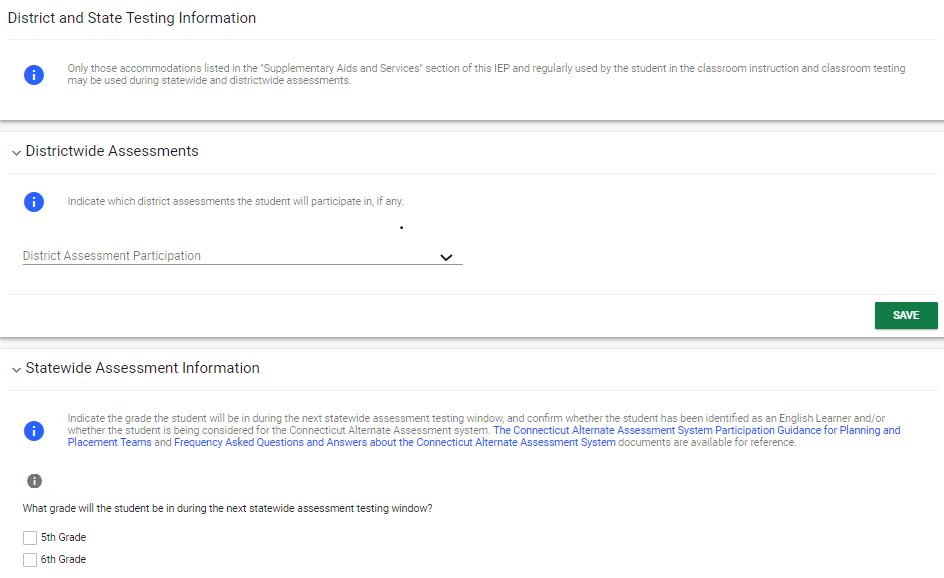 District and State Testing Information
Only those accommodations listed in the "Supplementary Aids and Services" section of this IEP and regularly used by the student in the classroom instruction and classroom testing
may be used during statewide and districtwide assessments.
Districtwide Assessments
Indicate which district assessments the student will participate in, if any.
District Assessment Participation
SAVE
Statewide Assessment Information
Indicate the grade the student will be in during the next statewide assessment testing window, and confirm whether the student has been identified as an English Learner and/or
whether the student is being considered for the Connecticut Alternate Assessment system. The Connecticut Alternate Assessment System Participation Guidance for Planning and
Placement Teams and Frequency Asked Questions and Answers about the Connecticut Alternate Assessment System documents are available for reference.
What grade will the student be in during the next statewide assessment testing window?
5th Grade
6th Grade